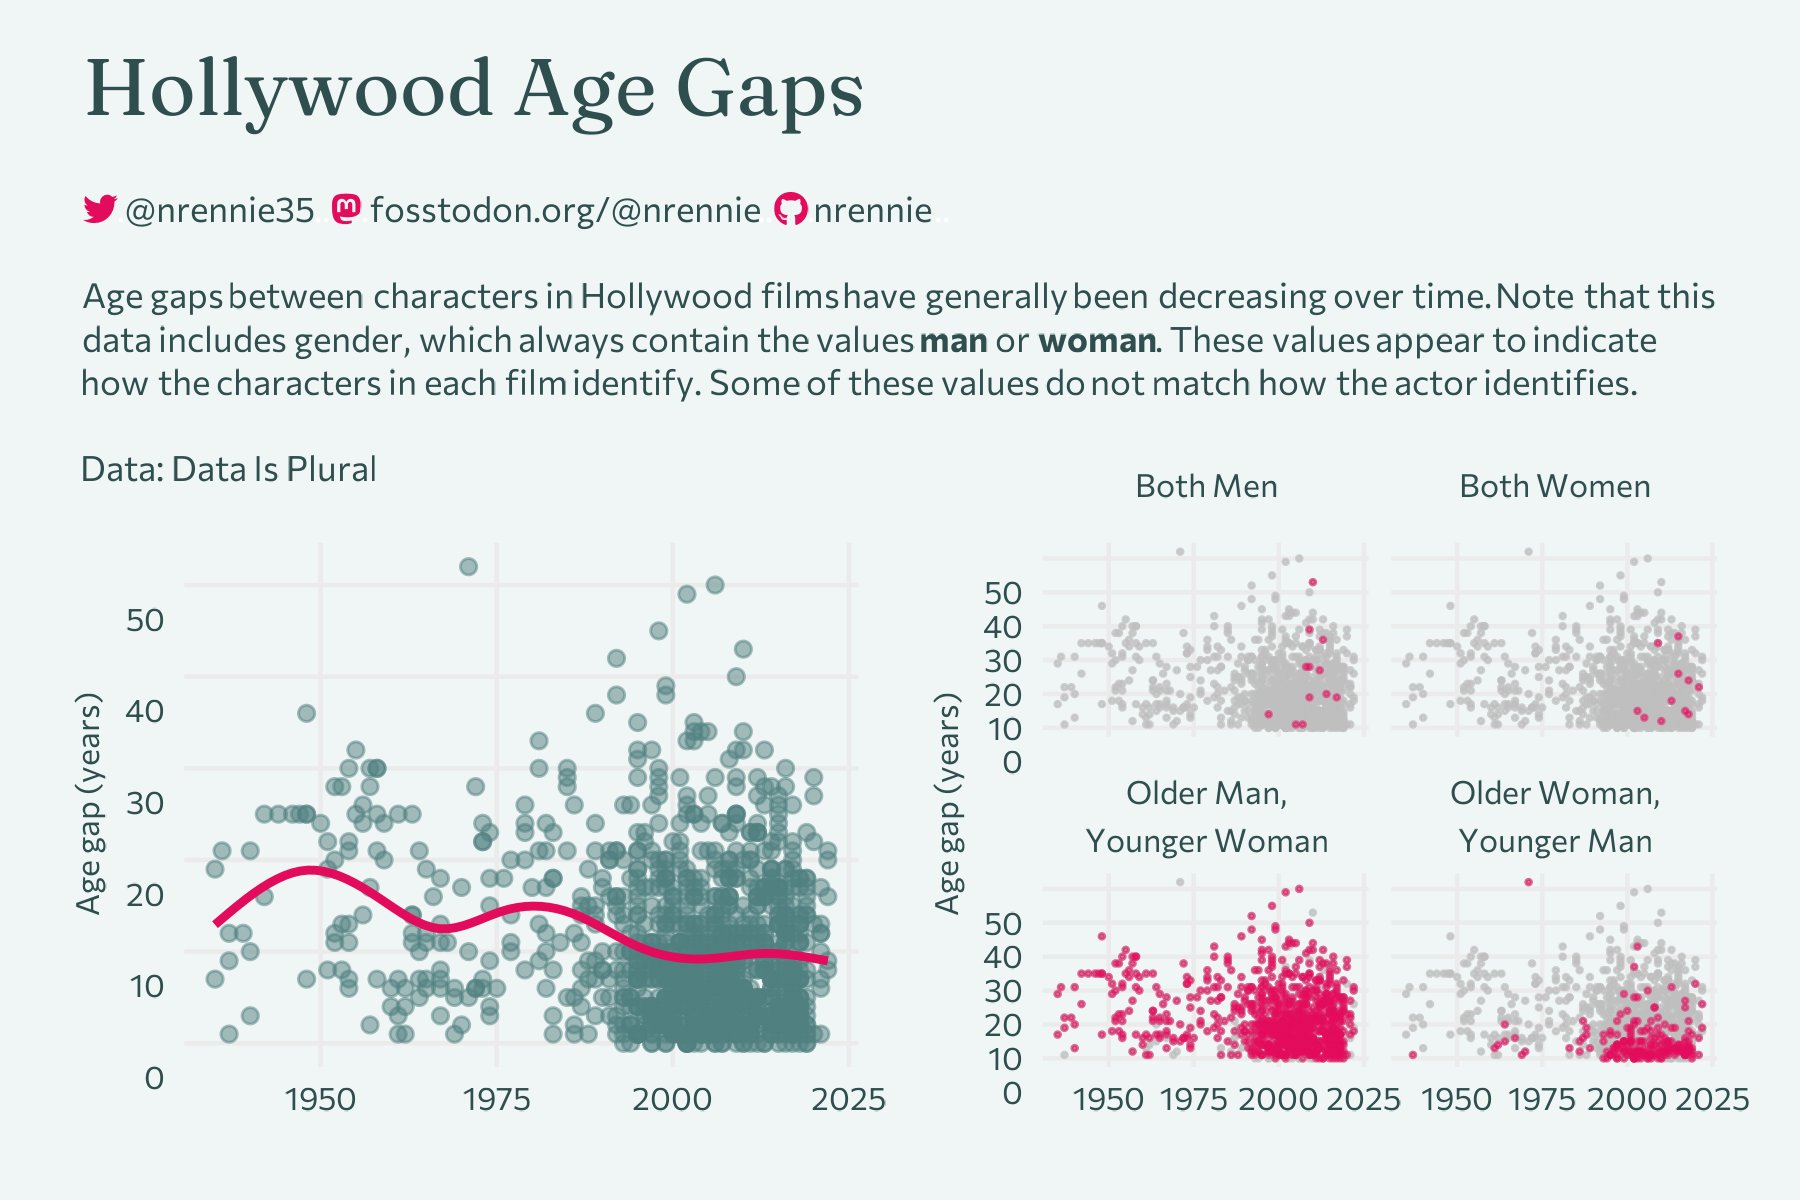 Hollywood Age Gaps
@nrennie35 fosstodon.org/@nrennie nrennie
Age gaps between characters in Hollywood films have generally been decreasing over time. Note that this
data includes gender, which always contain the values man or woman. These values appear to indicate
how the characters in each film identify. Some of these values do not match how the actor identifies.
Data: Data Is Plural
Age gap (years)
50
40
30
20
10
0
1950 1975 2000 2025
Both Men
Both Women
Age gap (years)
50
40
30
20
10
0
Older Man,
Younger Woman
Older Woman,
Younger Man
50
40
30
20
10
0
1950 1975 2000 2025 1950 1975 2000 2025